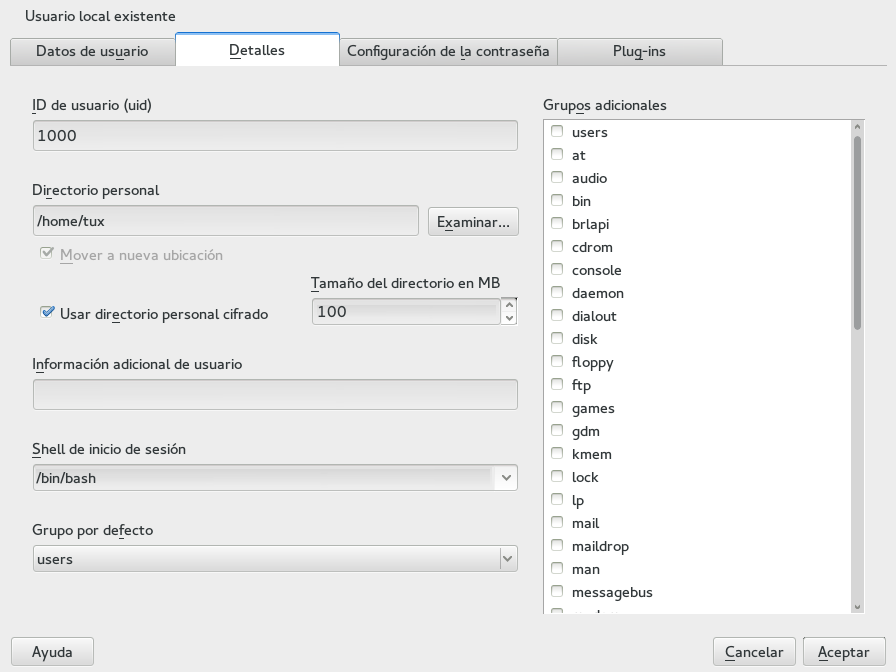 Usuario local existente
Datos de usuario
Detalles
Configuración de la contraseña
Plug-ins
ID de usuario (uid)
1000
Directorio personal
/home/tux
Examinar...
Mover a nueva ubicación
Tamaño del directorio en MB
Usar directorio personal cifrado
100
Información adicional de usuario
Shell de inicio de sesión
/bin/bash
Grupo por defecto
users
Grupos adicionales
users
at
audio
bin
brlapi
cdrom
console
daemon
dialout
disk
floppy
ftp
games
gdm
kmem
lock
lp
mail
maildrop
man
messagebus
Ayuda
Cancelar
Aceptar